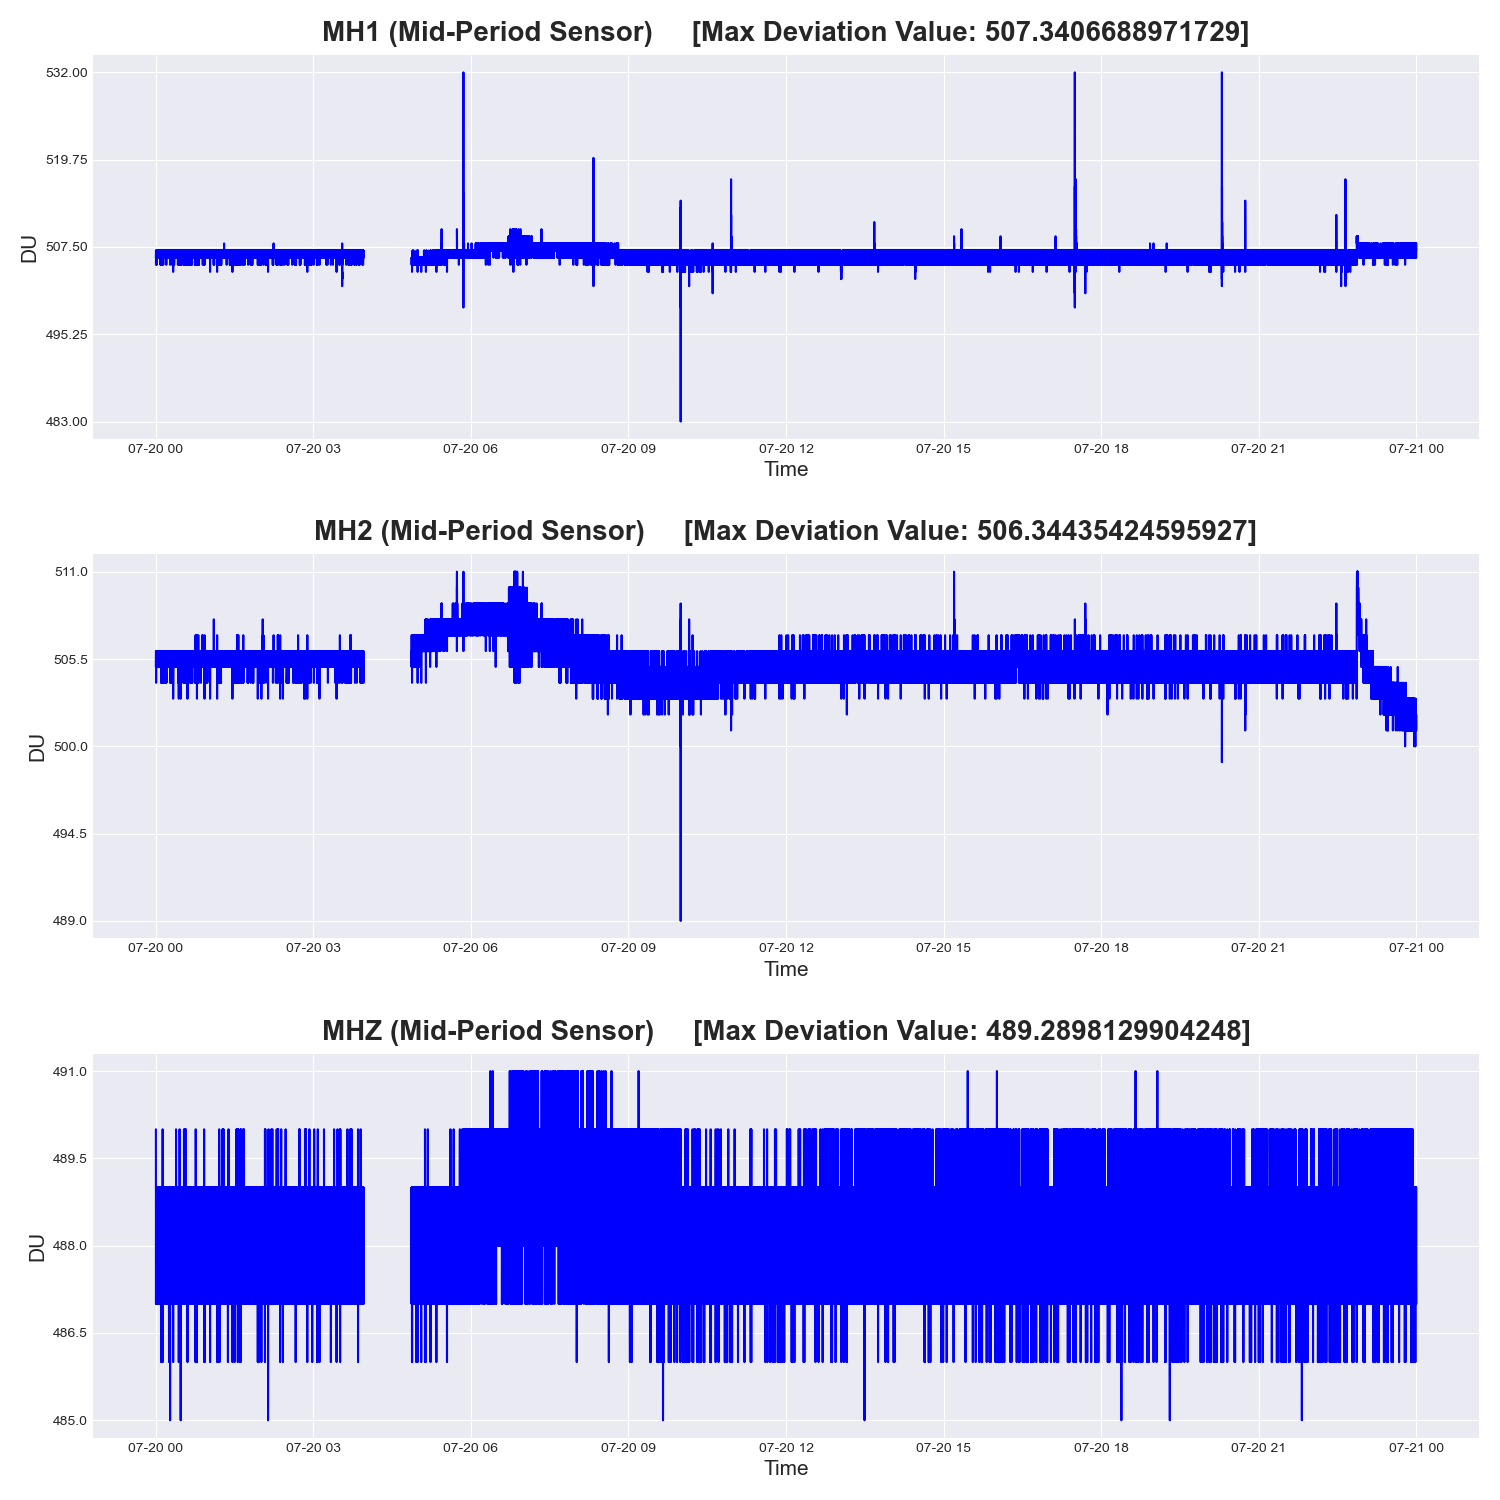 MH1 (Mid-Period Sensor) [Max Deviation Value: 507.3406688971729]
532.00
519.75
507.50
495.25
483.00
DU
07-20 00 07-20 03 07-20 06 07-20 09 07-20 12 07-20 15 07-20 18 07-20 21 07-21 00
Time
MH2 (Mid-Period Sensor) [Max Deviation Value: 506.34435424595927]
511.0
505.5
500.0
494.5
489.0
DU
07-20 00 07-20 03 07-20 06 07-20 09 07-20 12 07-20 15 07-20 18 07-20 21 07-21 00
Time
MHZ (Mid-Period Sensor) [Max Deviation Value: 489.2898129904248]
491.0
489.5
488.0
486.5
485.0
DU
07-20 00 07-20 03 07-20 06 07-20 09 07-20 12 07-20 15 07-20 18 07-20 21 07-21 00
Time